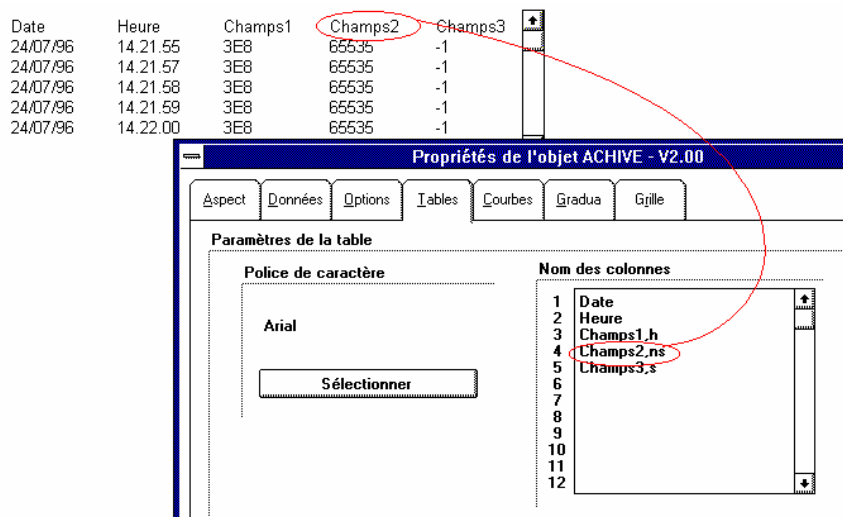 Date Heure Champs1 Champs2 Champs3
24/07/96 14.21.55 3E8 65535 -1
24/07/96 14.21.57 3E8 65535 -1
24/07/96 14.21.58 3E8 65535 -1
24/07/96 14.21.59 3E8 65535 -1
24/07/96 14.22.00 3E8 65535 -1
Propriétés de l'objet ACHIVE - V2.00
Aspect Données Options Tables Courbes Gradua Grille
Paramètres de la table
Police de caractère
Arial
Sélectionner
Nom des colonnes
1 Date
2 Heure
3 Champs1,h
4 Champs2,ns
5 Champs3,s
6
7
8
9
10
11
12